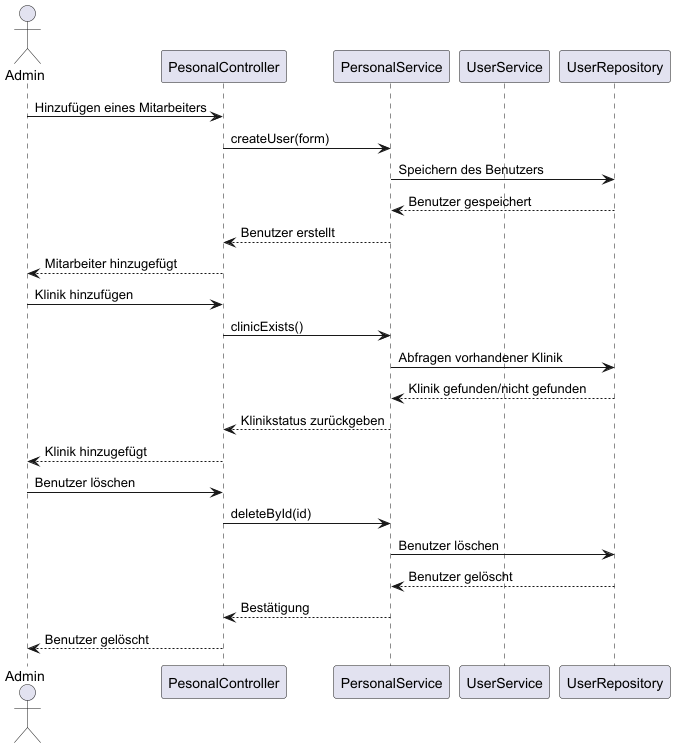 Admin
PesonalController
PersonalService
UserService
UserRepository
Hinzufügen eines Mitarbeiters
createUser(form)
Speichern des Benutzers
Benutzer gespeichert
Benutzer erstellt
Mitarbeiter hinzugefügt
Klinik hinzufügen
clinicExists()
Abfragen vorhandener Klinik
Klinik gefunden/nicht gefunden
Klinikstatus zurückgeben
Klinik hinzugefügt
Benutzer löschen
deleteById(id)
Benutzer löschen
Benutzer gelöscht
Bestätigung
Benutzer gelöscht
Admin
PesonalController
PersonalService
UserService
UserRepository